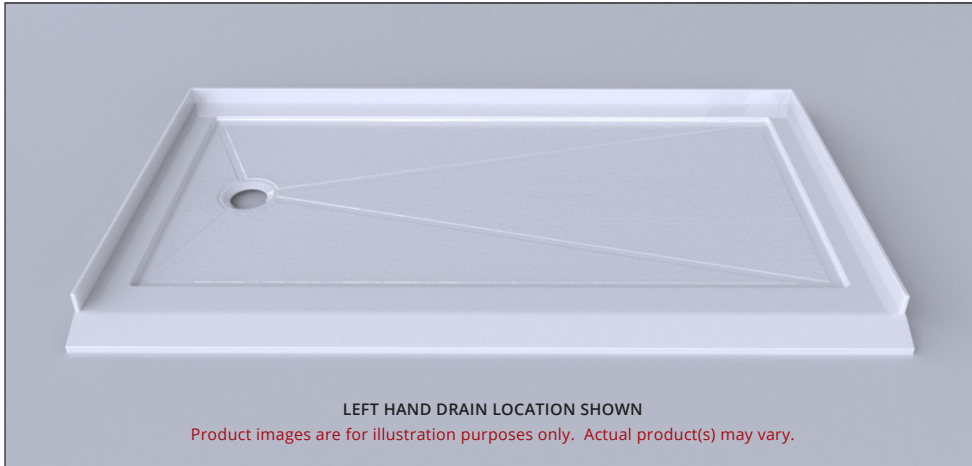 LEFT HAND DRAIN LOCATION SHOWN
Product images are for illustration purposes only.  Actual product(s) may vary.